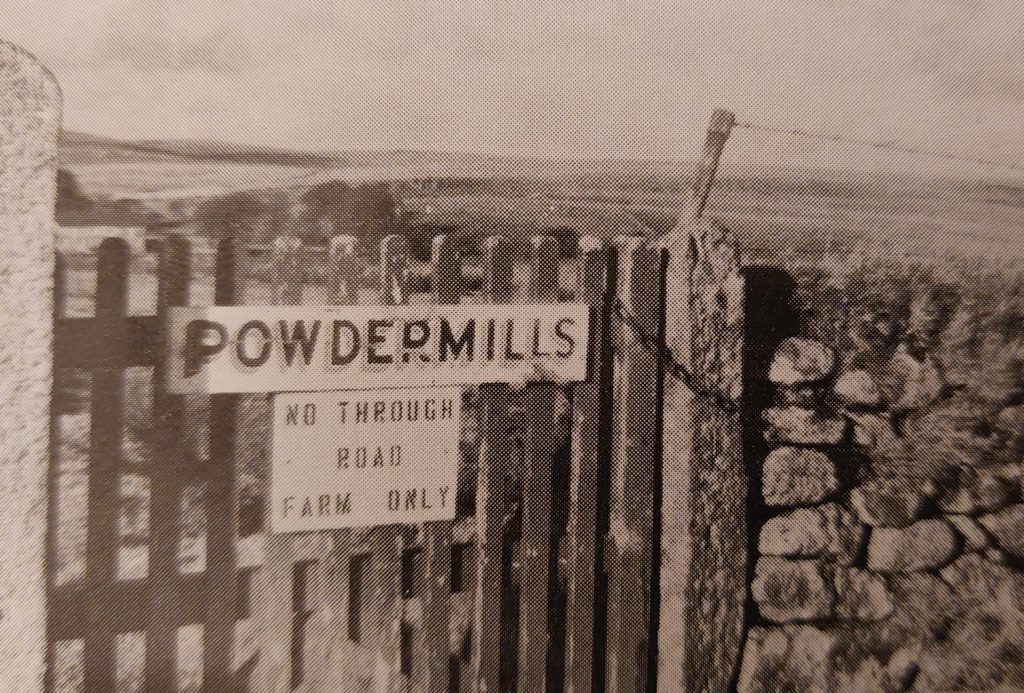 POWDERMILLS
NO THROUGH
ROAD
FARM ONLY